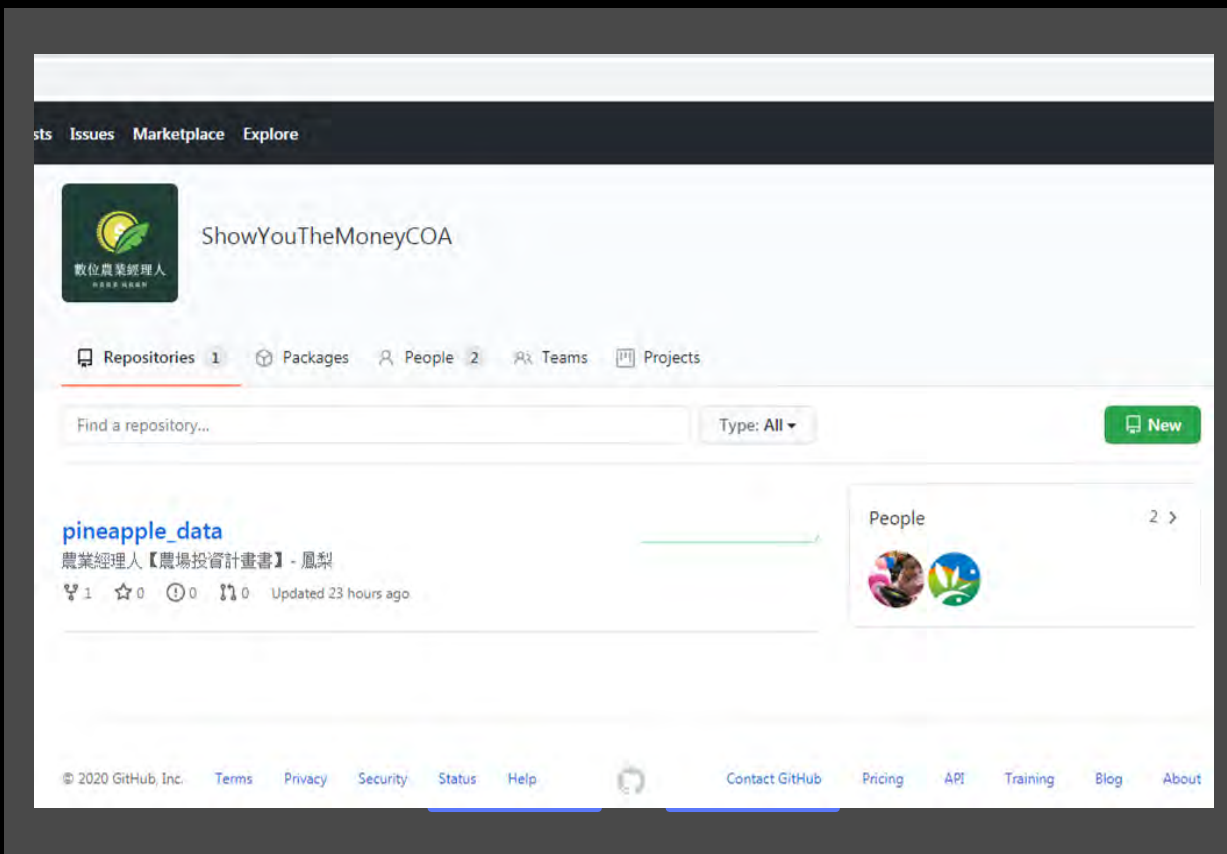 sts Issues Marketplace Explore
數位農業經理人
ShowYouTheMoneyCOA
Repositories 1 Packages People 2 Teams Projects
Find a repository... Type: All New
pineapple_data
農業經理人【農場投資計畫書】- 鳳梨
1 0 0 0 Updated 23 hours ago
People 2
© 2020 GitHub, Inc. Terms Privacy Security Status Help Contact GitHub Pricing API Training Blog About